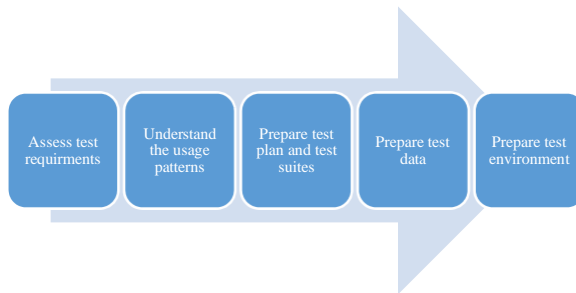 Assess test
requirments
Understand
the usage
patterns
Prepare test
plan and test
suites
Prepare test
data
Prepare test
environment